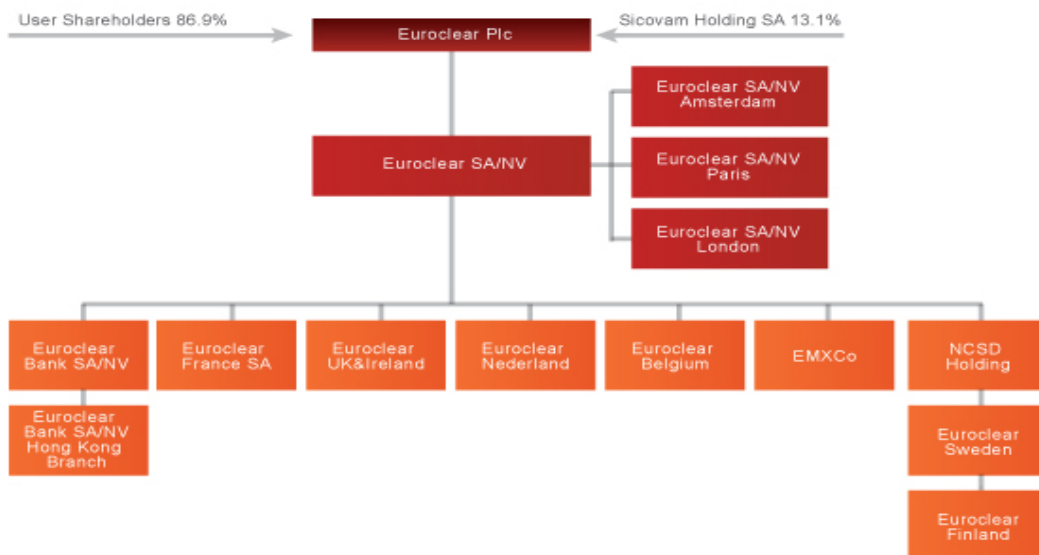 User Shareholders 86.9%
Euroclear Plc
Sicovam Holding SA 13.1%
Euroclear SA/NV
Amsterdam
Euroclear SA/NV
Euroclear SA/NV
Paris
Euroclear SA/NV
London
Euroclear
Bank SA/NV
Euroclear
France SA
Euroclear
UK&Ireland
Euroclear
Nederland
Euroclear
Belgium
EMXCo
NCSD
Holding
Euroclear
Bank SA/NV
Hong Kong
Branch
Euroclear
Sweden
Euroclear
Finland